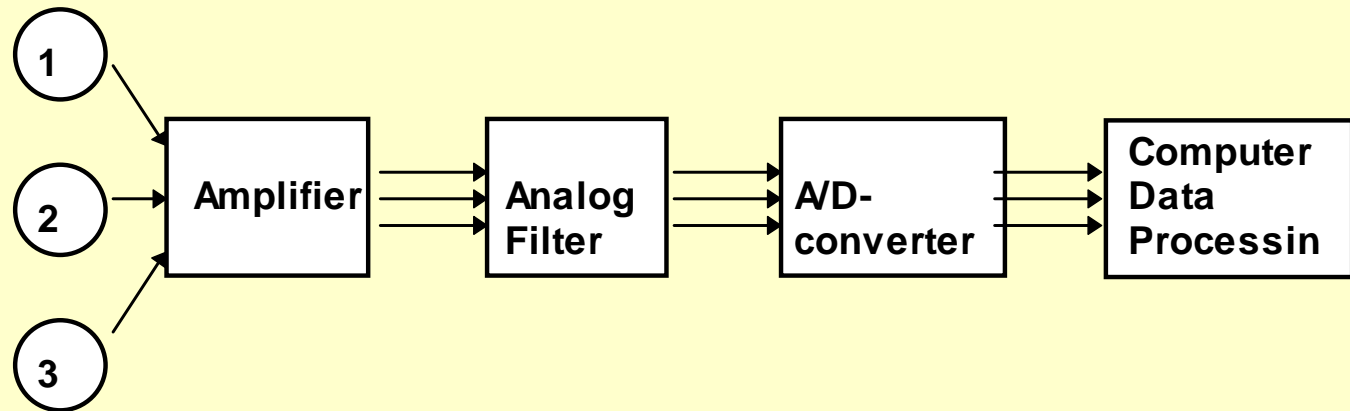 1
2
3
Amplifier
Analog
Filter
A/D-
converter
Computer
Data
Processin